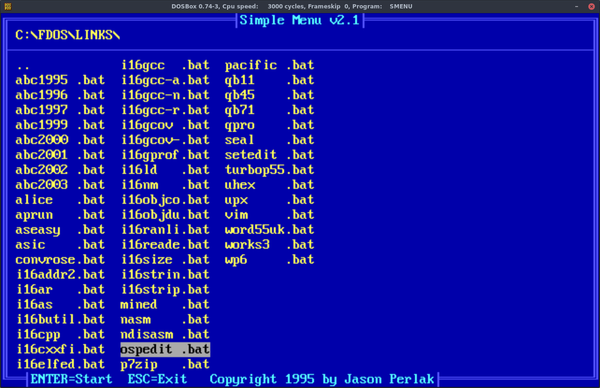 DOSBox 0.74-3, Cpu speed: 3000 cycles, Frameskip 0, Program: SMENU
Simple Menu v2.1
C:\FDOS\LINKS\
.. i16gcc .bat pacific .bat
abc1995 .bat i16gcc-a.bat qb11 .bat
abc1996 .bat i16gcc-n.bat qb45 .bat
abc1997 .bat i16gcc-r.bat qb71 .bat
abc1999 .bat i16gcov .bat qpro .bat
abc2000 .bat i16gcov-.bat seal .bat
abc2001 .bat i16gprof.bat setedit .bat
abc2002 .bat i16ld .bat turbop55.bat
abc2003 .bat i16nm .bat uhex .bat
alice .bat i16objco.bat upx .bat
aprun .bat i16objdu.bat vim .bat
aseasy .bat i16ranli.bat word55uk.bat
asic .bat i16reade.bat works3 .bat
convrose.bat i16size .bat wp6 .bat
i16addr2.bat i16strin.bat
i16ar .bat i16strip.bat
i16as .bat mined .bat
i16butil.bat nasm .bat
i16cpp .bat ndisasm .bat
i16cxxfi.bat ospedit .bat
i16elfed.bat p7zip .bat
ENTER=Start ESC=Exit Copyright 1995 by Jason Perlak